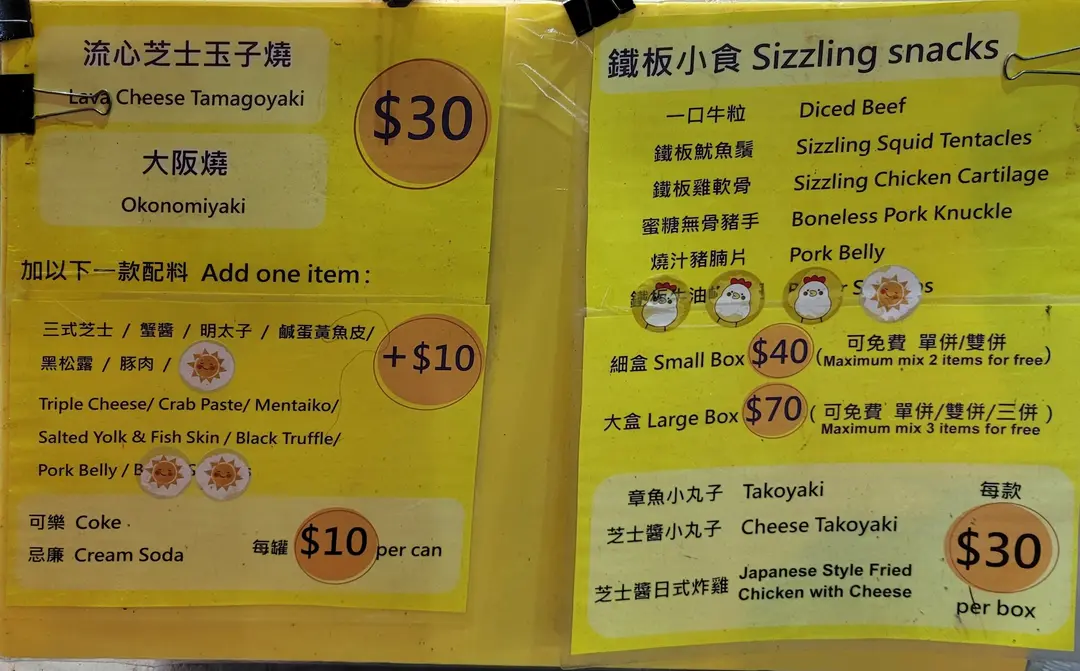 流心芝士玉子燒
Lava Cheese Tamagoyaki
大阪燒
Okonomiyaki
$30
加以下一款配料 Add one item:
三式芝士 / 蟹醬 / 明太子 / 鹹蛋黃魚皮/
黑松露 / 豚肉 /
+$10
Triple Cheese/ Crab Paste/ Mentaiko/
Salted Yolk & Fish Skin / Black Truffle/
Pork Belly /
可樂 Coke
忌廉 Cream Soda
每罐 $10 per can
鐵板小食 Sizzling snacks
一口牛粒 Diced Beef
鐵板魷魚鬚 Sizzling Squid Tentacles
鐵板雞軟骨 Sizzling Chicken Cartilage
蜜糖無骨豬手 Boneless Pork Knuckle
燒汁豬腩片 Pork Belly
細盒 Small Box $40 (可免費 單併/雙併
Maximum mix 2 items for free)
大盒 Large Box $70 ( 可免費 單併/雙併/三併 )
Maximum mix 3 items for free
章魚小丸子 Takoyaki
芝士醬小丸子 Cheese Takoyaki
芝士醬日式炸雞 Japanese Style Fried
Chicken with Cheese
每款
$30
per box